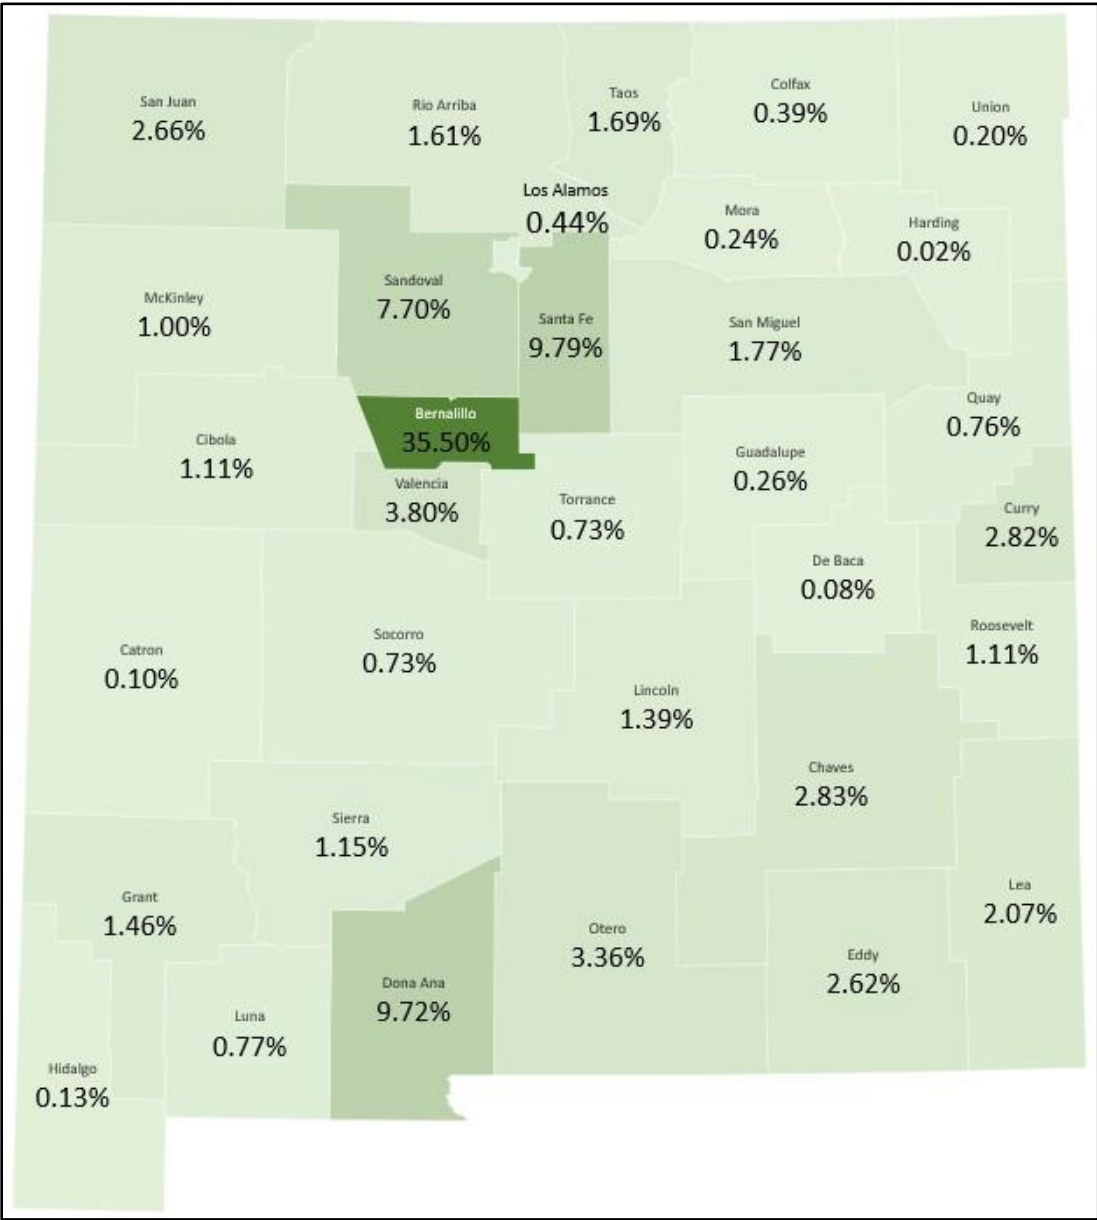 San Juan
2.66%
Rio Arriba
1.61%
Taos
1.69%
Colfax
0.39%
Union
0.20%
Los Alamos
0.44%
Mora
0.24%
Harding
0.02%
McKinley
1.00%
Sandoval
7.70%
Santa Fe
9.79%
San Miguel
1.77%
Quay
0.76%
Bernalillo
35.50%
Cibola
1.11%
Valencia
3.80%
Torrance
0.73%
Guadalupe
0.26%
Curry
2.82%
De Baca
0.08%
Roosevelt
1.11%
Catron
0.10%
Socorro
0.73%
Lincoln
1.39%
Chaves
2.83%
Sierra
1.15%
Grant
1.46%
Lea
2.07%
Otero
3.36%
Eddy
2.62%
Dona Ana
9.72%
Luna
0.77%
Hidalgo
0.13%